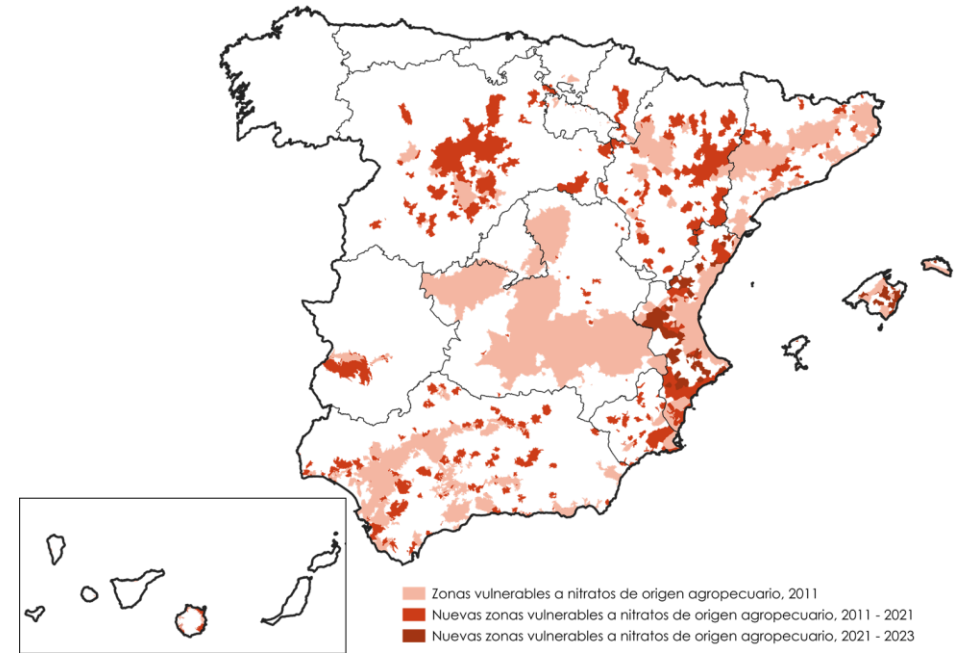 Zonas vulnerables a nitratos de origen agropecuario, 2011
Nuevas zonas vulnerables a nitratos de origen agropecuario, 2011 - 2021
Nuevas zonas vulnerables a nitratos de origen agropecuario, 2021 - 2023